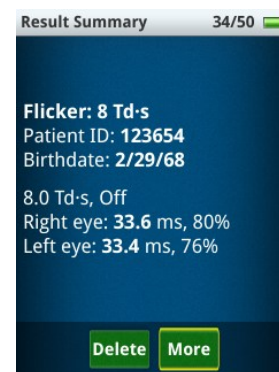 Result Summary 34/50
Flicker: 8 Td·s
Patient ID: 123654
Birthdate: 2/29/68
8.0 Td·s, Off
Right eye: 33.6 ms, 80%
Left eye: 33.4 ms, 76%
Delete More